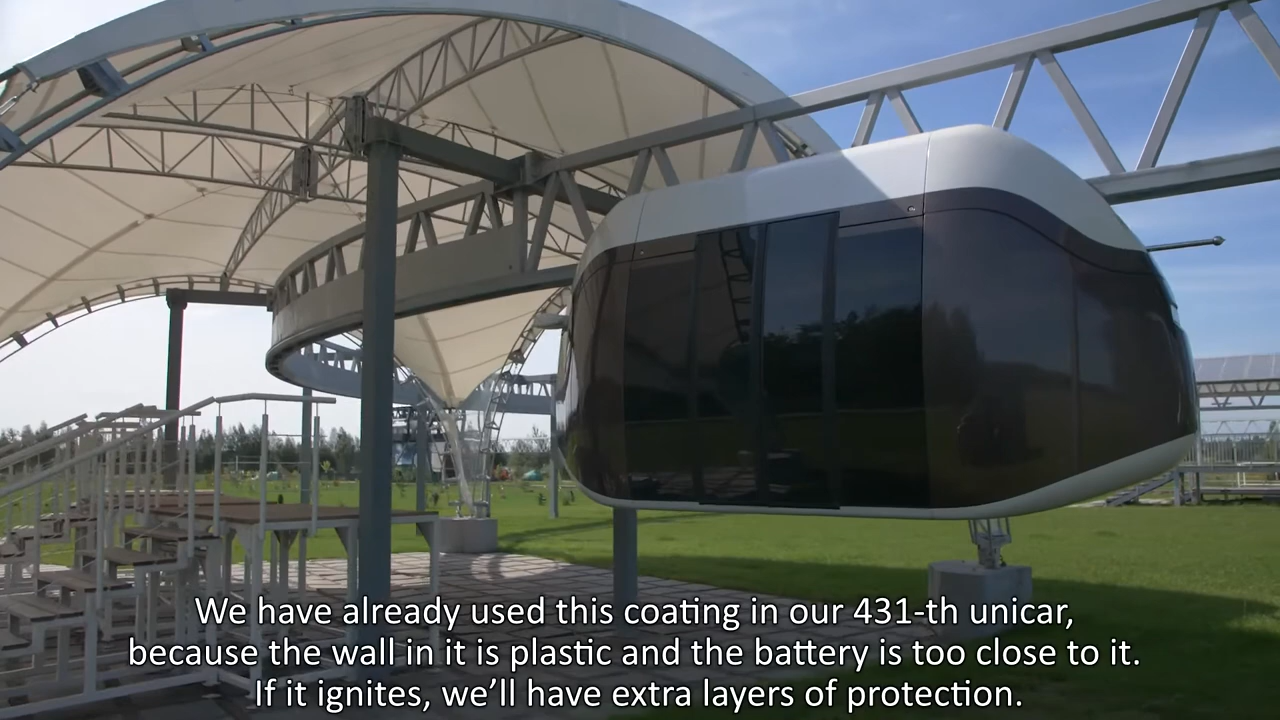 We have already used this coating in our 431-th unicar,
because the wall in it is plastic and the battery is too close to it.
If it ignites, we’ll have extra layers of protection.